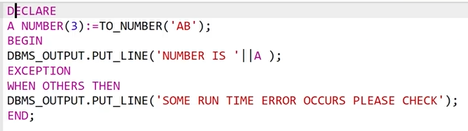 DECLARE
A NUMBER(3):=TO_NUMBER('AB');
BEGIN
DBMS_OUTPUT.PUT_LINE('NUMBER IS '||A );
EXCEPTION
WHEN OTHERS THEN
DBMS_OUTPUT.PUT_LINE('SOME RUN TIME ERROR OCCURS PLEASE CHECK');
END;